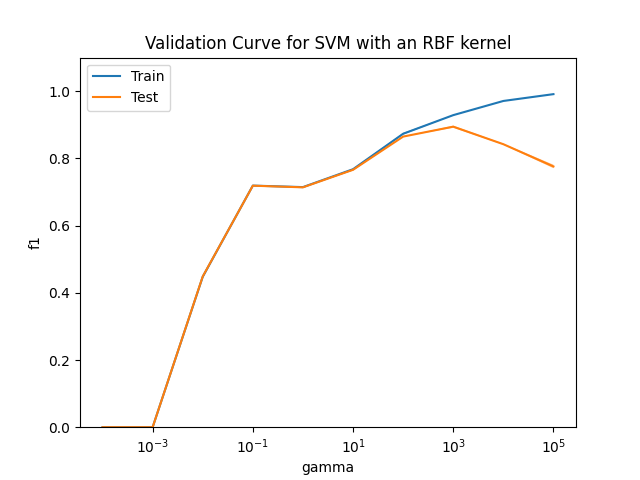 Validation Curve for SVM with an RBF kernel
Train
Test
f1
1.0
0.8
0.6
0.4
0.2
0.0
10⁻³
10⁻¹
10¹
10³
10⁵
gamma